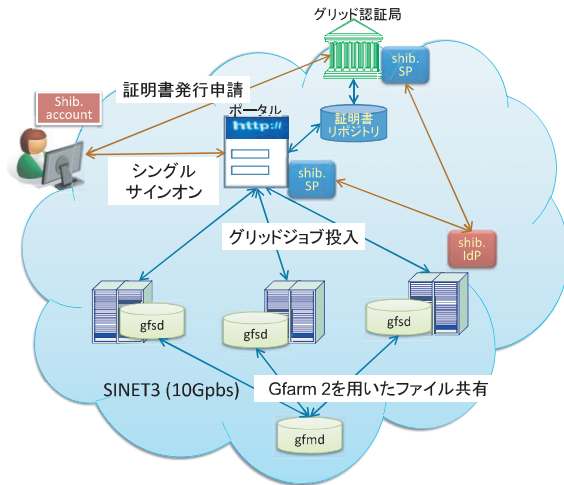 グリッド認証局
shib.
SP
証明書発行申請
Shib.
account
ポータル
http://
証明書
リポジトリ
シングル
サインオン
shib.
SP
グリッドジョブ投入
shib.
IdP
gfsd
gfsd
gfsd
SINET3 (10Gpbs)
Gfarm 2を用いたファイル共有
gfmd